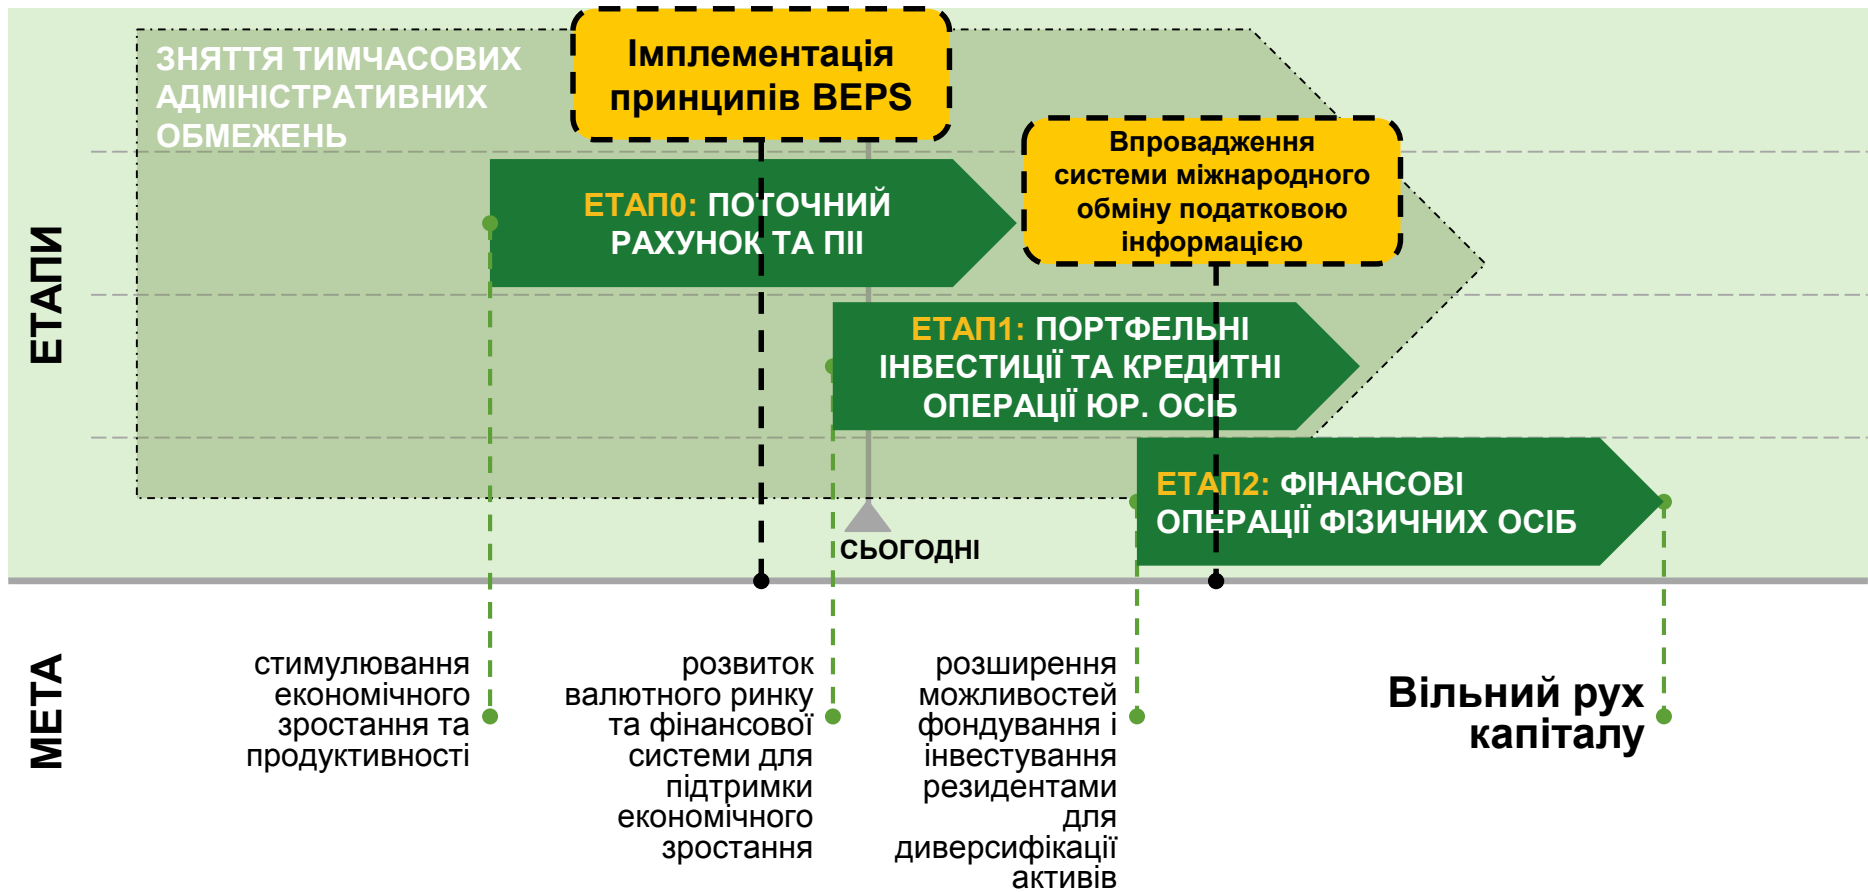 ЗНЯТТЯ ТИМЧАСОВИХ
АДМІНІСТРАТИВНИХ
ОБМЕЖЕНЬ
Імплементація
принципів BEPS
Впровадження
системи міжнародного
обміну податковою
інформацією
ЕТАПИ
ЕТАП0: ПОТОЧНИЙ
РАХУНОК ТА ПІІ
ЕТАП1: ПОРТФЕЛЬНІ
ІНВЕСТИЦІЇ ТА КРЕДИТНІ
ОПЕРАЦІЇ ЮР. ОСІБ
ЕТАП2: ФІНАНСОВІ
ОПЕРАЦІЇ ФІЗИЧНИХ ОСІБ
СЬОГОДНІ
МЕТА
стимулювання
економічного
зростання та
продуктивності
розвиток
валютного ринку
та фінансової
системи для
підтримки
економічного
зростання
розширення
можливостей
фондування і
інвестування
резидентами
для
диверсифікації
активів
Вільний рух
капіталу